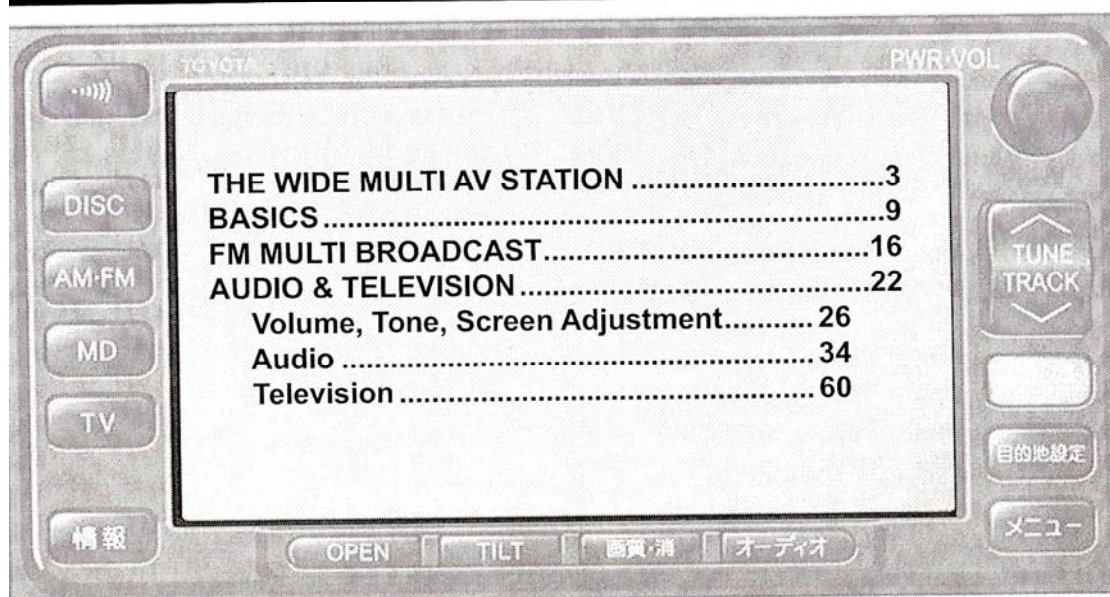 TOYOTA
PWR·VOL
DISC
AM·FM
MD
TV
情報
THE WIDE MULTI AV STATION ...............................3
BASICS.....................................................................9
FM MULTI BROADCAST........................................16
AUDIO & TELEVISION ...........................................22
Volume, Tone, Screen Adjustment........... 26
Audio .......................................................... 34
Television ................................................... 60
TUNE
TRACK
目的地設定
メニュー
OPEN
TILT
画質·消
オーディオ